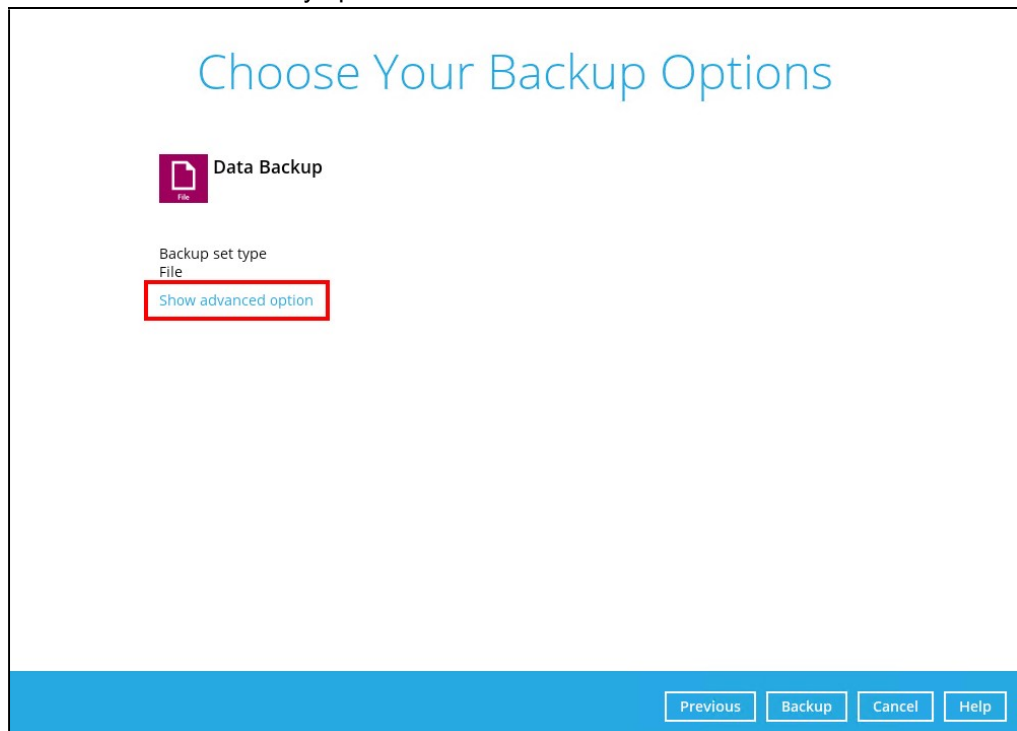 Choose Your Backup Options
Data Backup
File
Backup set type
File
Show advanced option
Previous
Backup
Cancel
Help